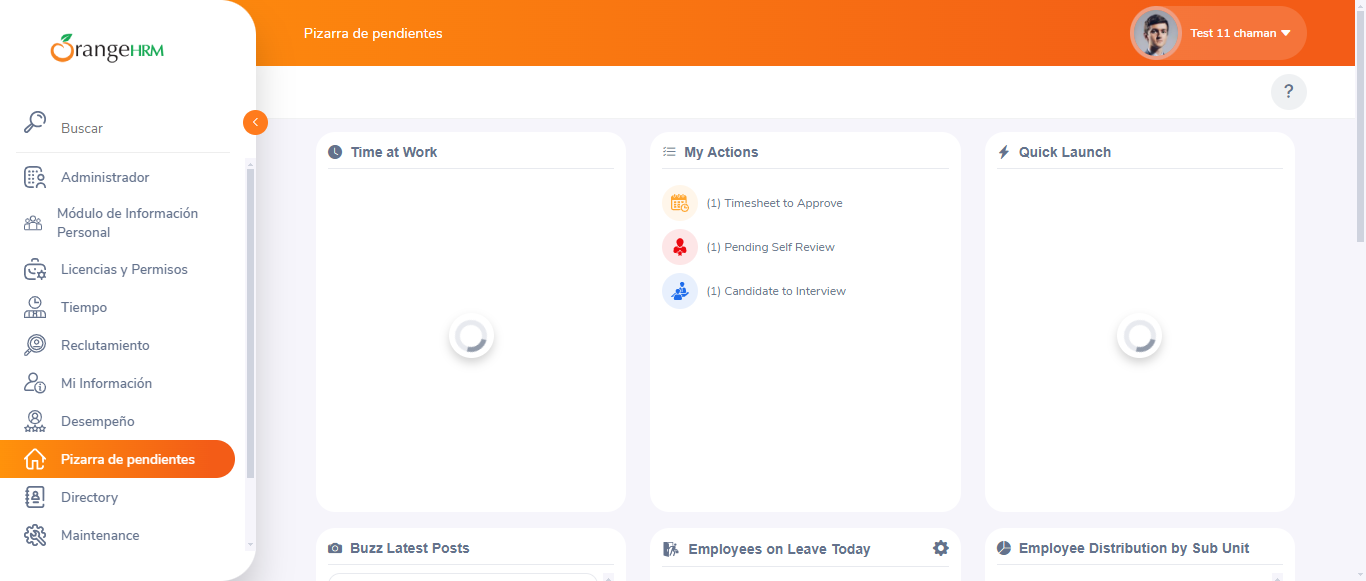 OrangeHRM
Pizarra de pendientes
Test 11 chaman
?
Buscar
Administrador
Módulo de Información
Personal
Licencias y Permisos
Tiempo
Reclutamiento
Mi Información
Desempeño
Pizarra de pendientes
Directory
Maintenance
Time at Work
My Actions
(1) Timesheet to Approve
(1) Pending Self Review
(1) Candidate to Interview
Quick Launch
Buzz Latest Posts
Employees on Leave Today
Employee Distribution by Sub Unit